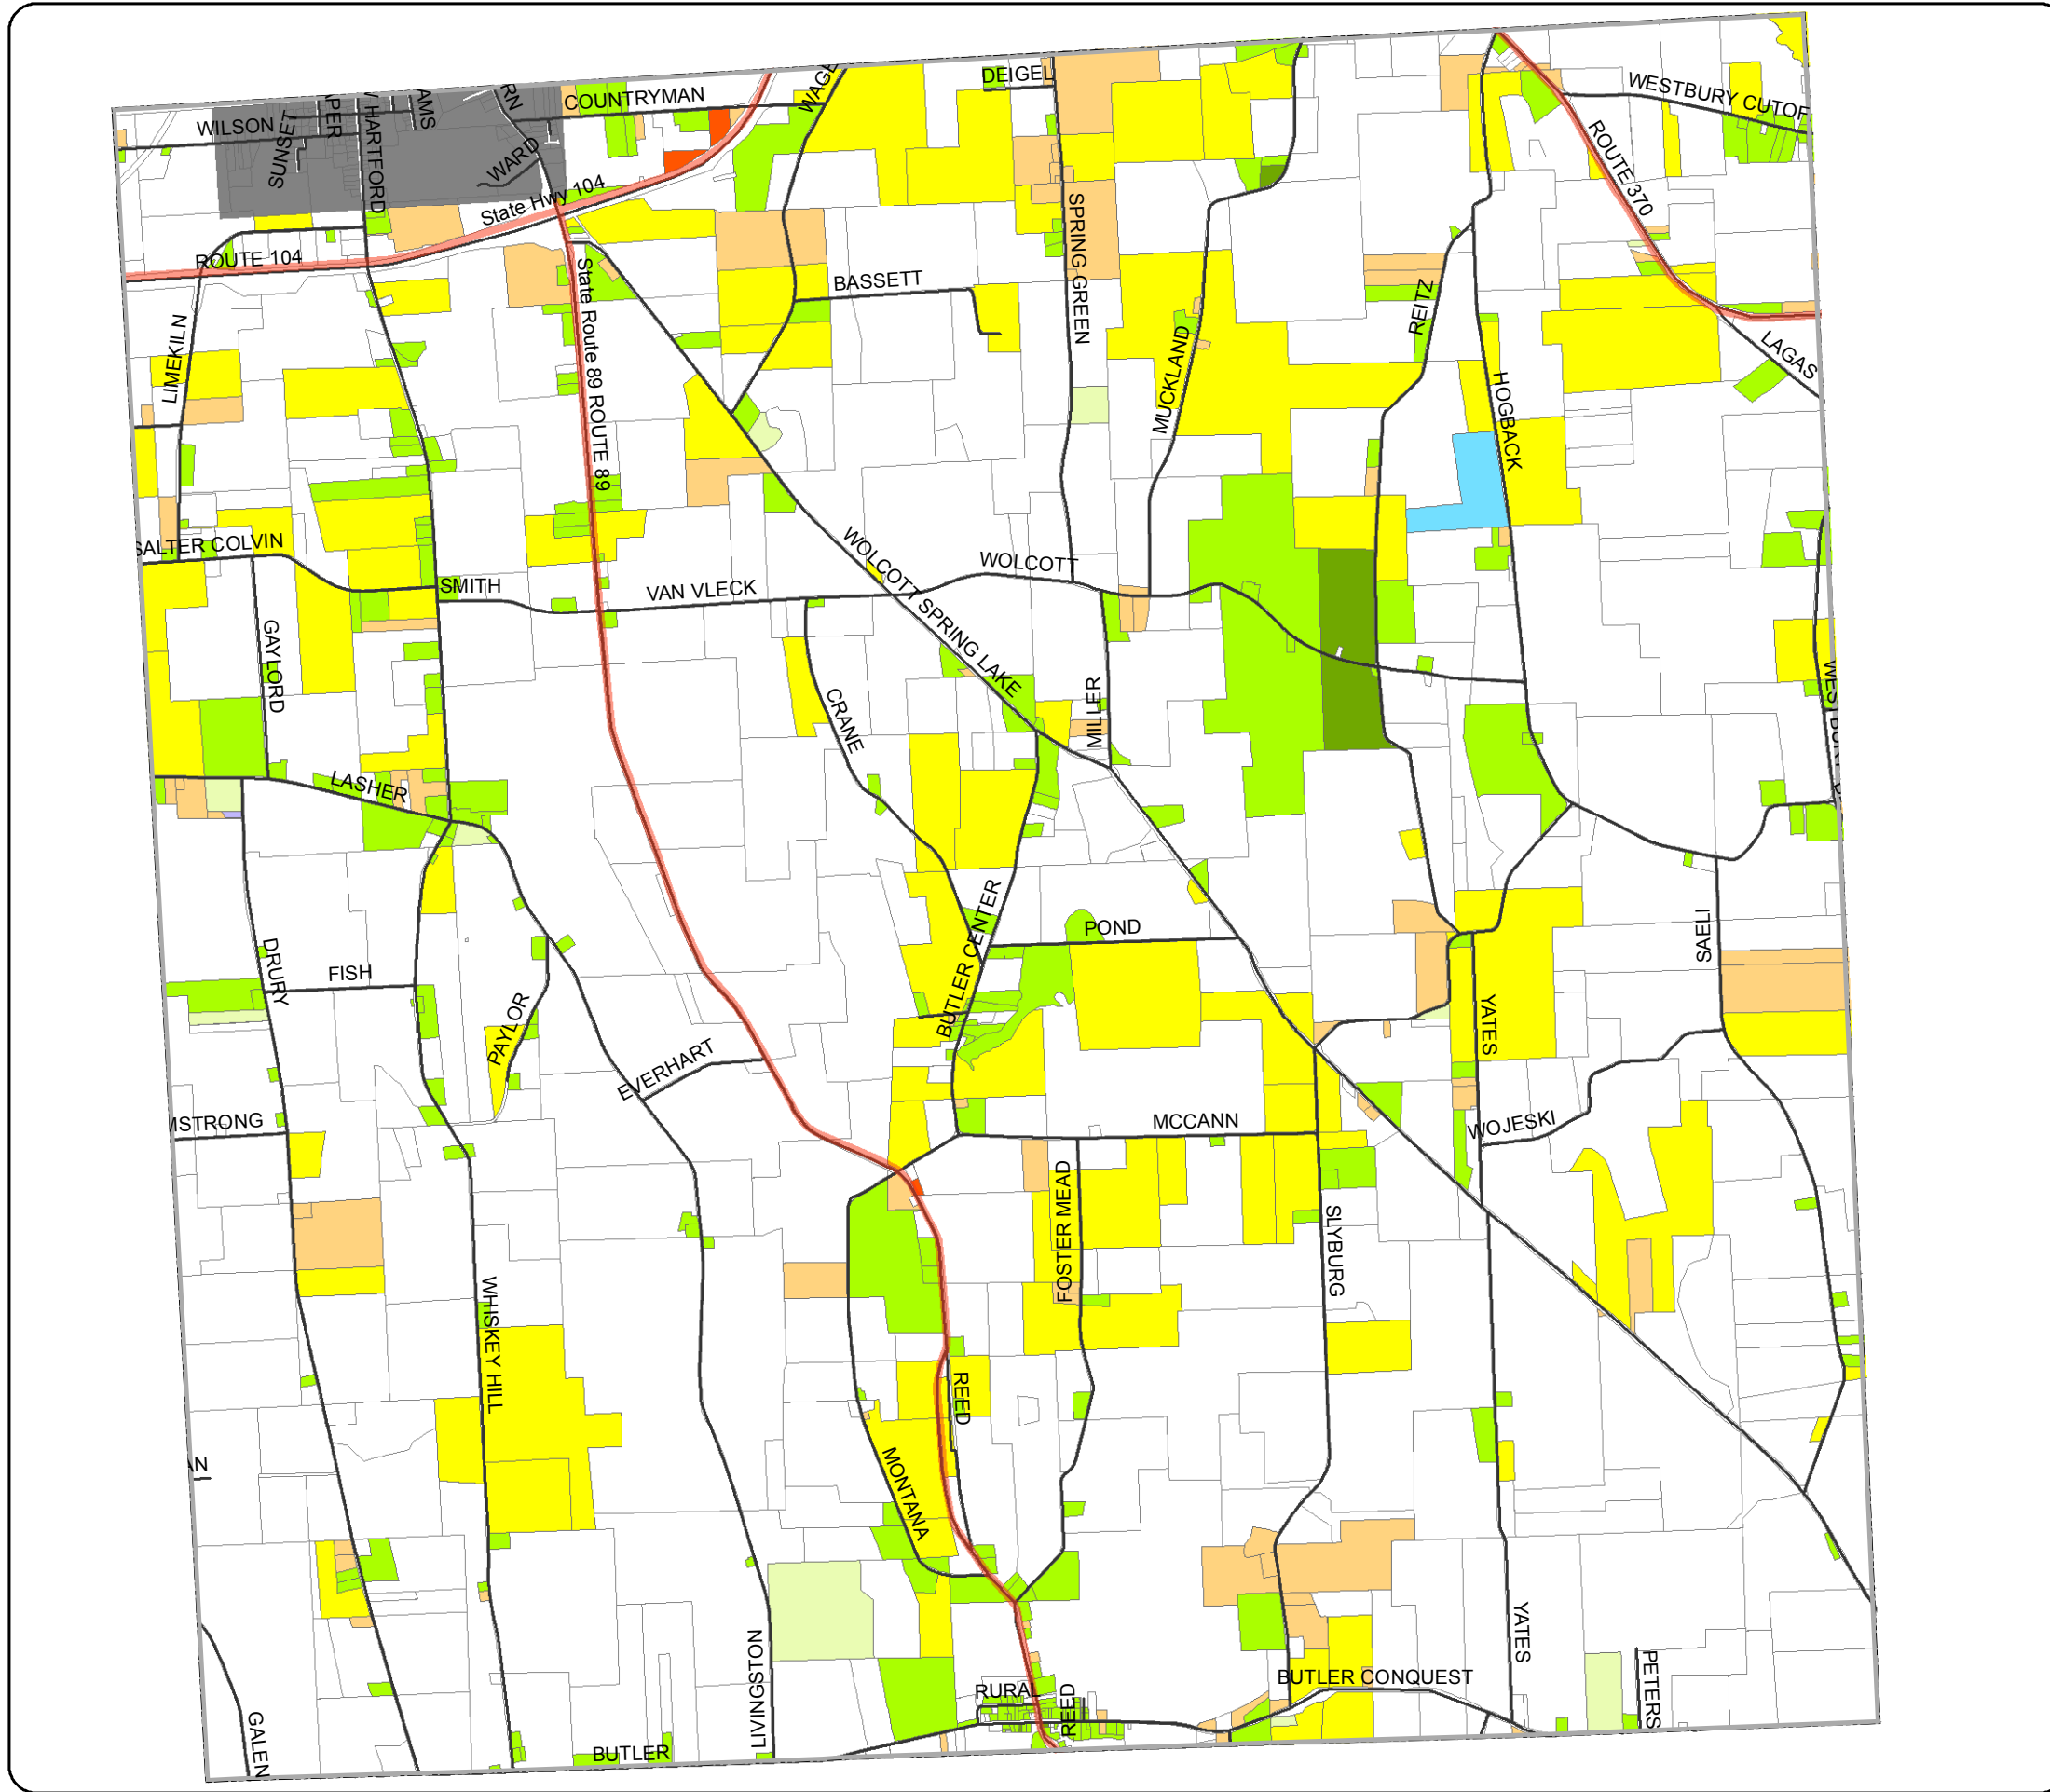 DEIGEL
COUNTRYMAN
WESTBURY CUTOF
WILSON
SUNSET
HARTFORD
WARD
State Hwy 104
ROUTE 104
SPRING GREEN
ROUTE 370
BASSETT
State Route 89 ROUTE 89
LIMEKILN
MUCKLAND
REITZ
LAGAS
HOGBACK
SALTER COLVIN
SMITH
VAN VLECK
WOLCOTT SPRING LAKE
WOLCOTT
GAYLORD
CRANE
MILLER
LASHER
BUTLER CENTER
POND
SAELI
DRURY
FISH
PAYLOR
YATES
EVERHART
MSTRONG
MCCANN
WOJESKI
FOSTER MEAD
SLYBURG
WHISKEY HILL
REED
MONTANA
AN
LIVINGSTON
YATES
GALEN
BUTLER
RURAL
REED
BUTLER CONQUEST
PETERS